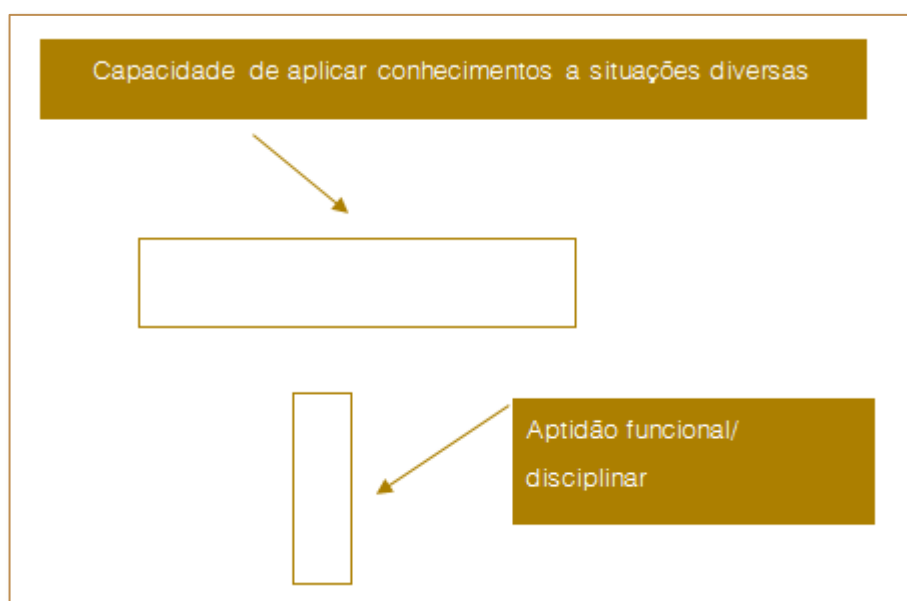 Capacidade de aplicar conhecimentos a situações diversas
Aptidão funcional/
disciplinar